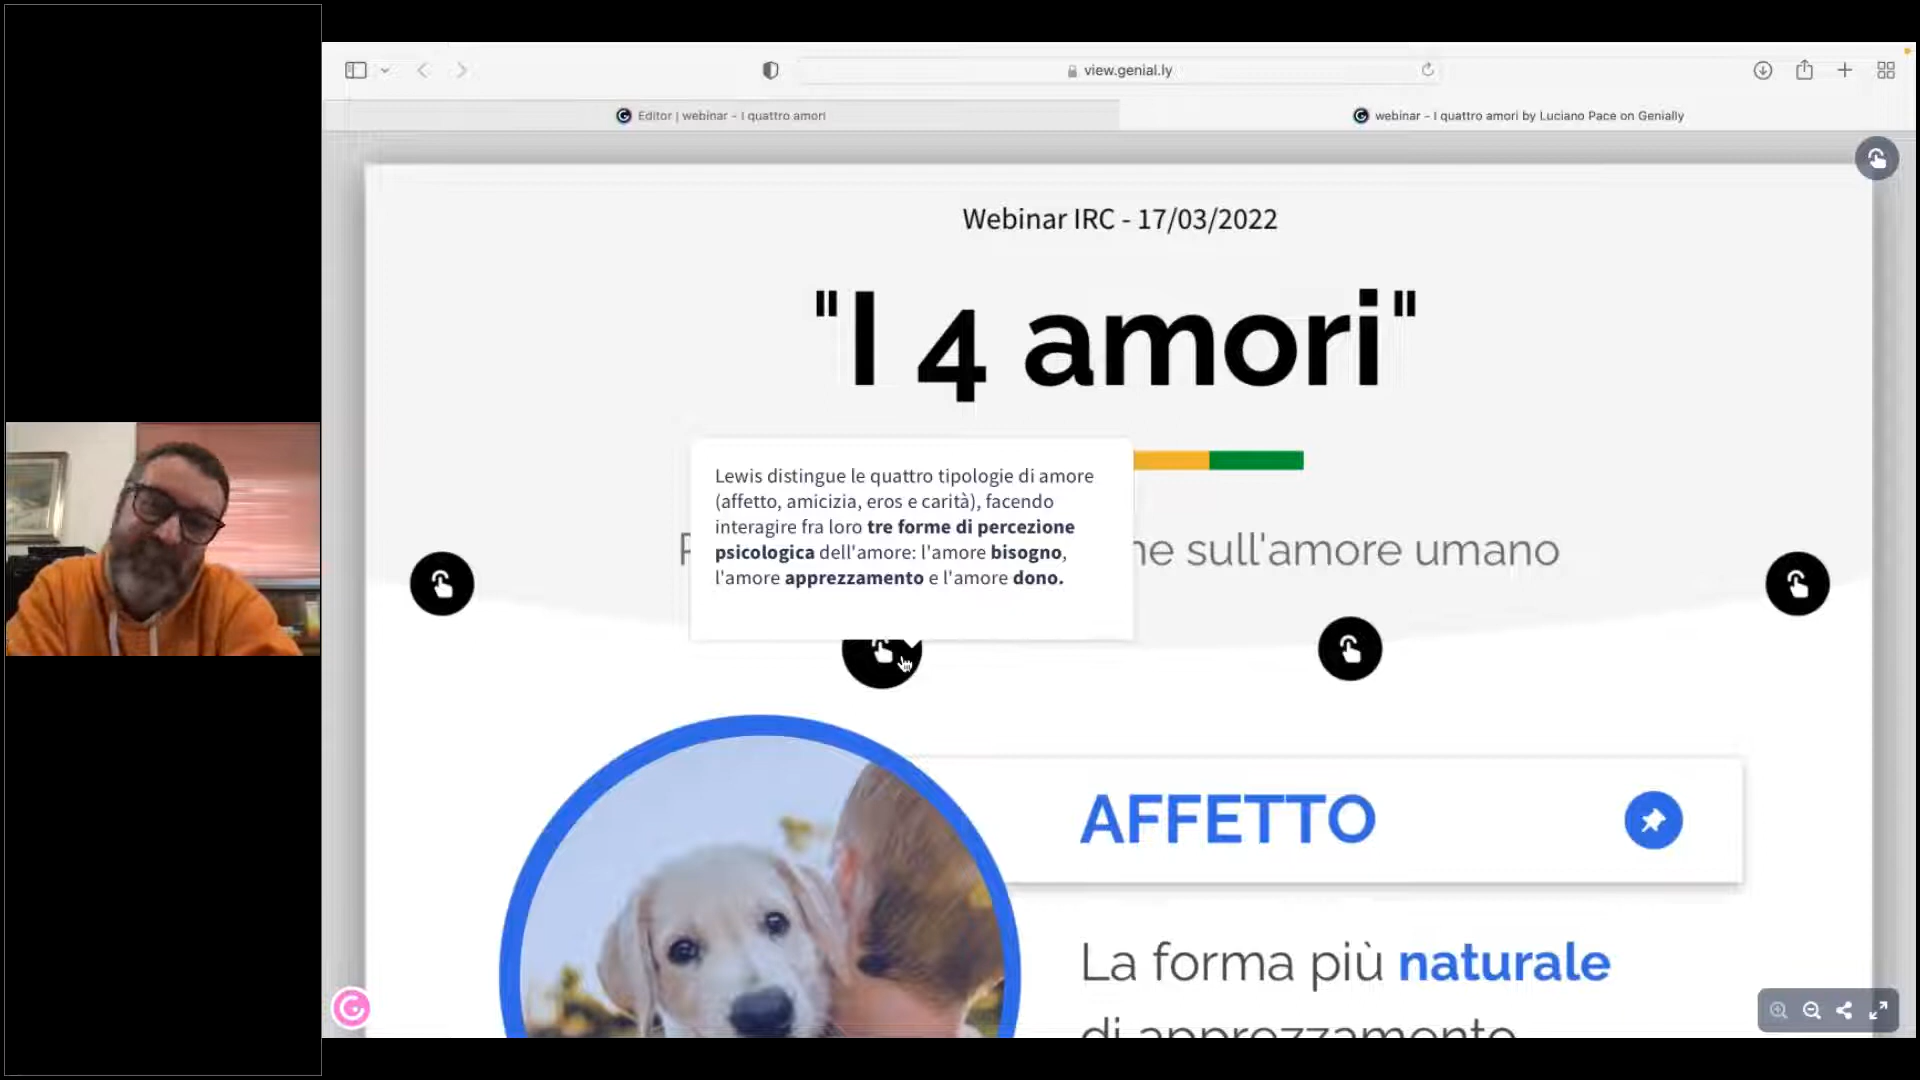 view.genial.ly
Editor | webinar - I quattro amori
webinar - I quattro amori by Luciano Pace on Genially
Webinar IRC - 17/03/2022
"I 4 amori"
Lewis distingue le quattro tipologie di amore
(affetto, amicizia, eros e carità), facendo
interagire fra loro tre forme di percezione
psicologica dell'amore: l'amore bisogno,
l'amore apprezzamento e l'amore dono.
sull'amore umano
AFFETTO
La forma più naturale
di apprezzamento